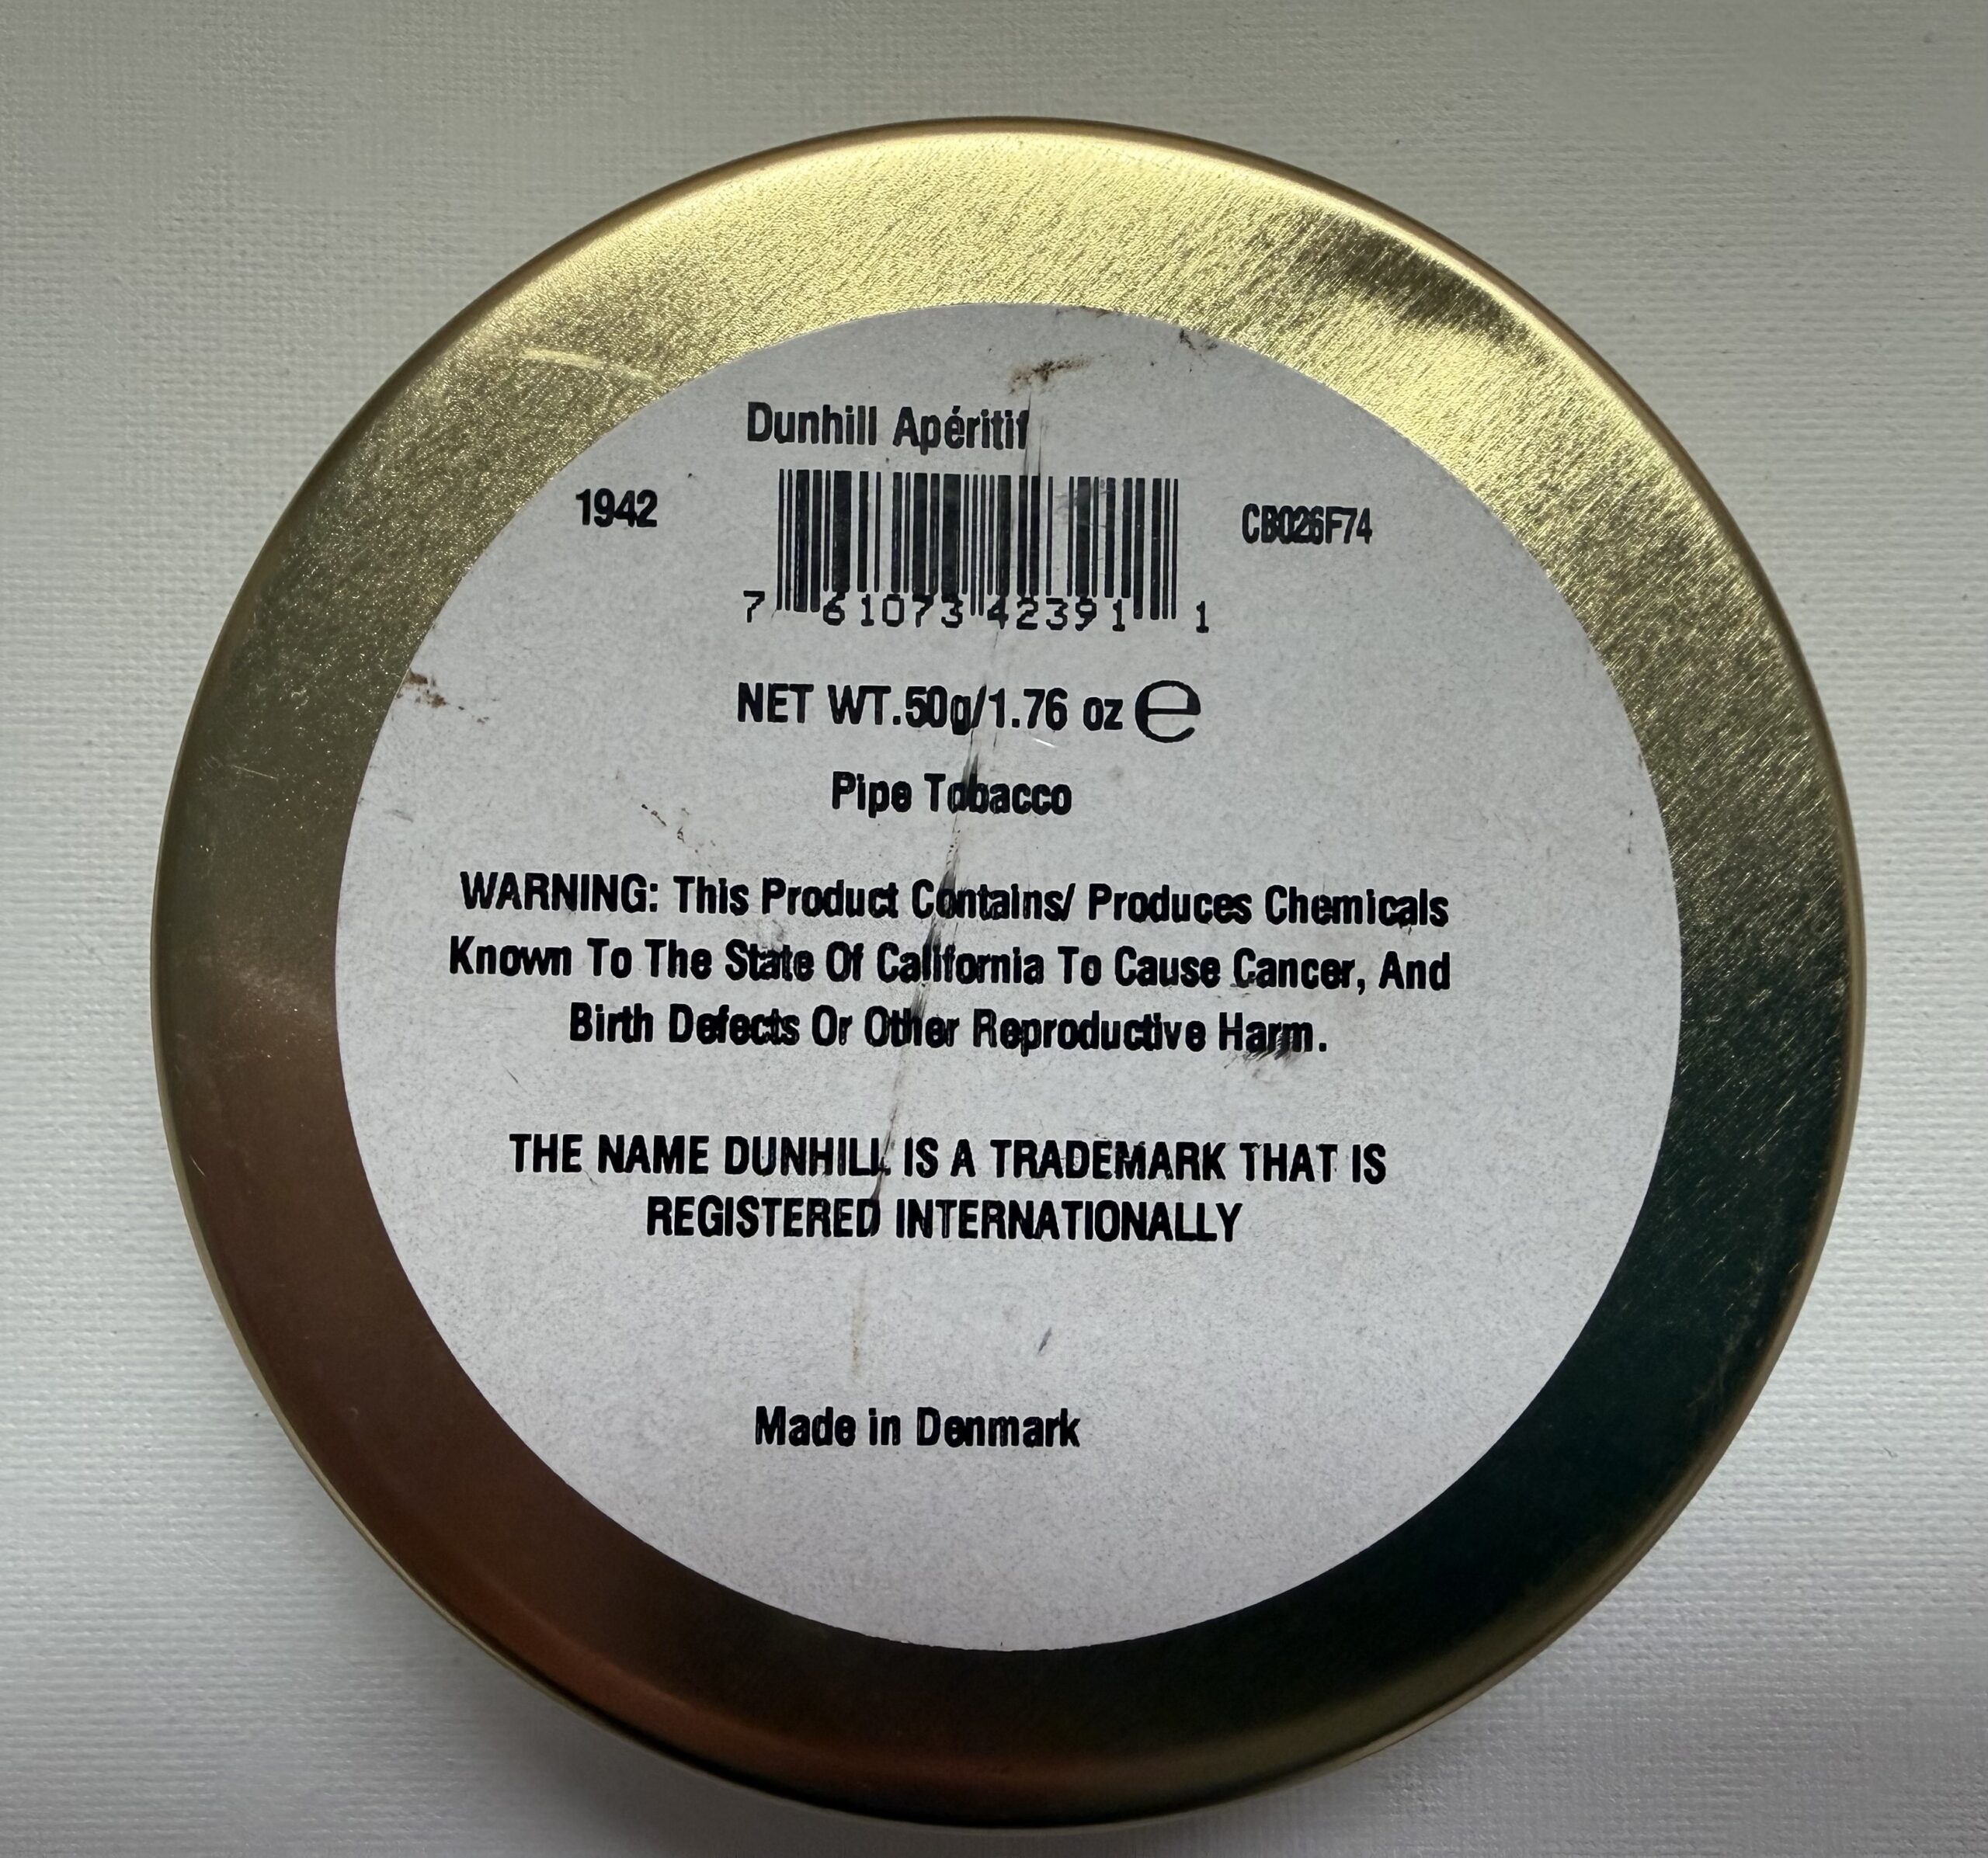 Dunhill Apéritif
1942
CB026F74
7 61073 42391 1
NET WT.50g/1.76 oz ℮
Pipe Tobacco
WARNING: This Product Contains/ Produces Chemicals
Known To The State Of California To Cause Cancer, And
Birth Defects Or Other Reproductive Harm.
THE NAME DUNHILL IS A TRADEMARK THAT IS
REGISTERED INTERNATIONALLY
Made in Denmark